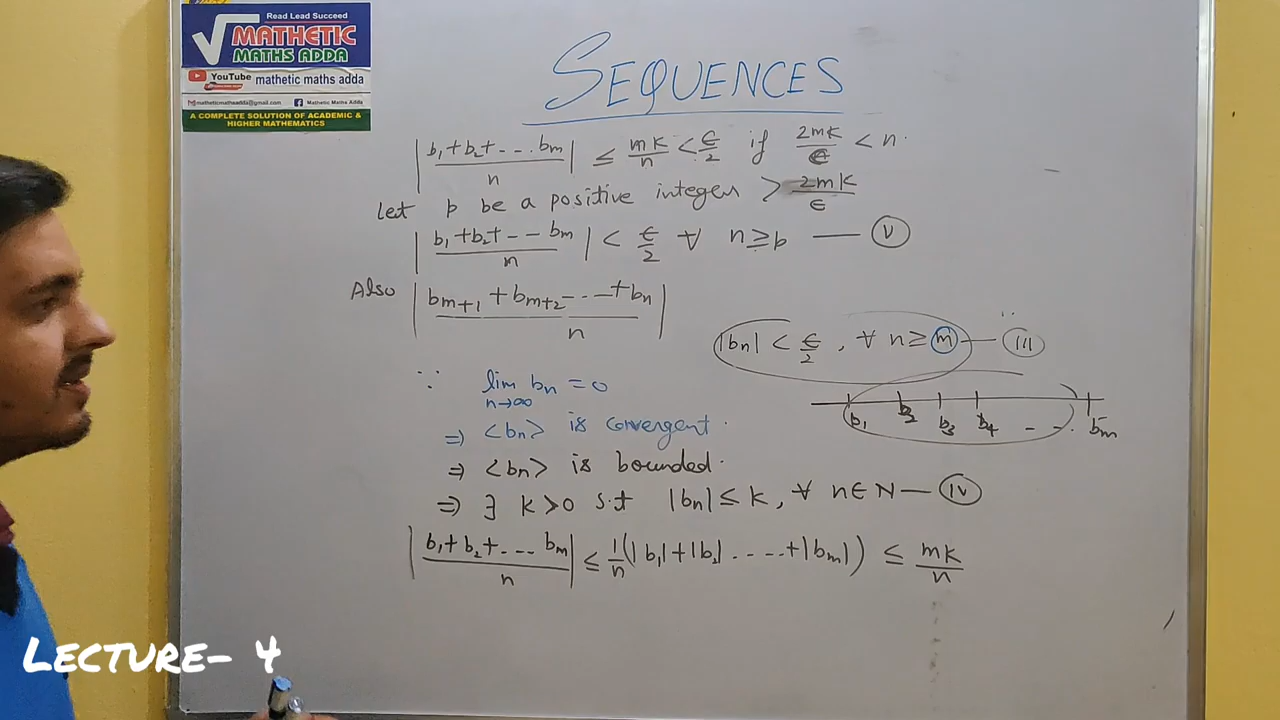 Read Lead Succeed
MATHETIC
MATHS ADDA
YouTube mathetic maths adda
matheticmathsadda@gmail.com Mathetic Maths Adda
A COMPLETE SOLUTION OF ACADEMIC &
HIGHER MATHEMATICS
SEQUENCES
|b₁+b₂+---.bₘ / n| ≤ mk/n < ϵ/2 if 2mk/ϵ < n.
Let p be a positive integer > 2mk/ϵ
|b₁+b₂+--bₘ / n| < ϵ/2 ∀ n≥p — (V)
Also |bₘ₊₁+bₘ₊₂-..-+bₙ / n|
|bₙ| < ϵ/2, ∀ n≥m — (III)
∵ lim n→∞ bₙ = 0
b₁ b₂ b₃ b₄ - -. bₘ
⇒ <bₙ> is convergent.
⇒ <bₙ> is bounded.
⇒ ∃ k>0 s.t |bₙ| ≤ k, ∀ n∈N — (IV)
|b₁+b₂+--- bₘ / n| ≤ 1/n(|b₁|+|b₂|----+|bₘ|) ≤ mk/n
LECTURE- 4